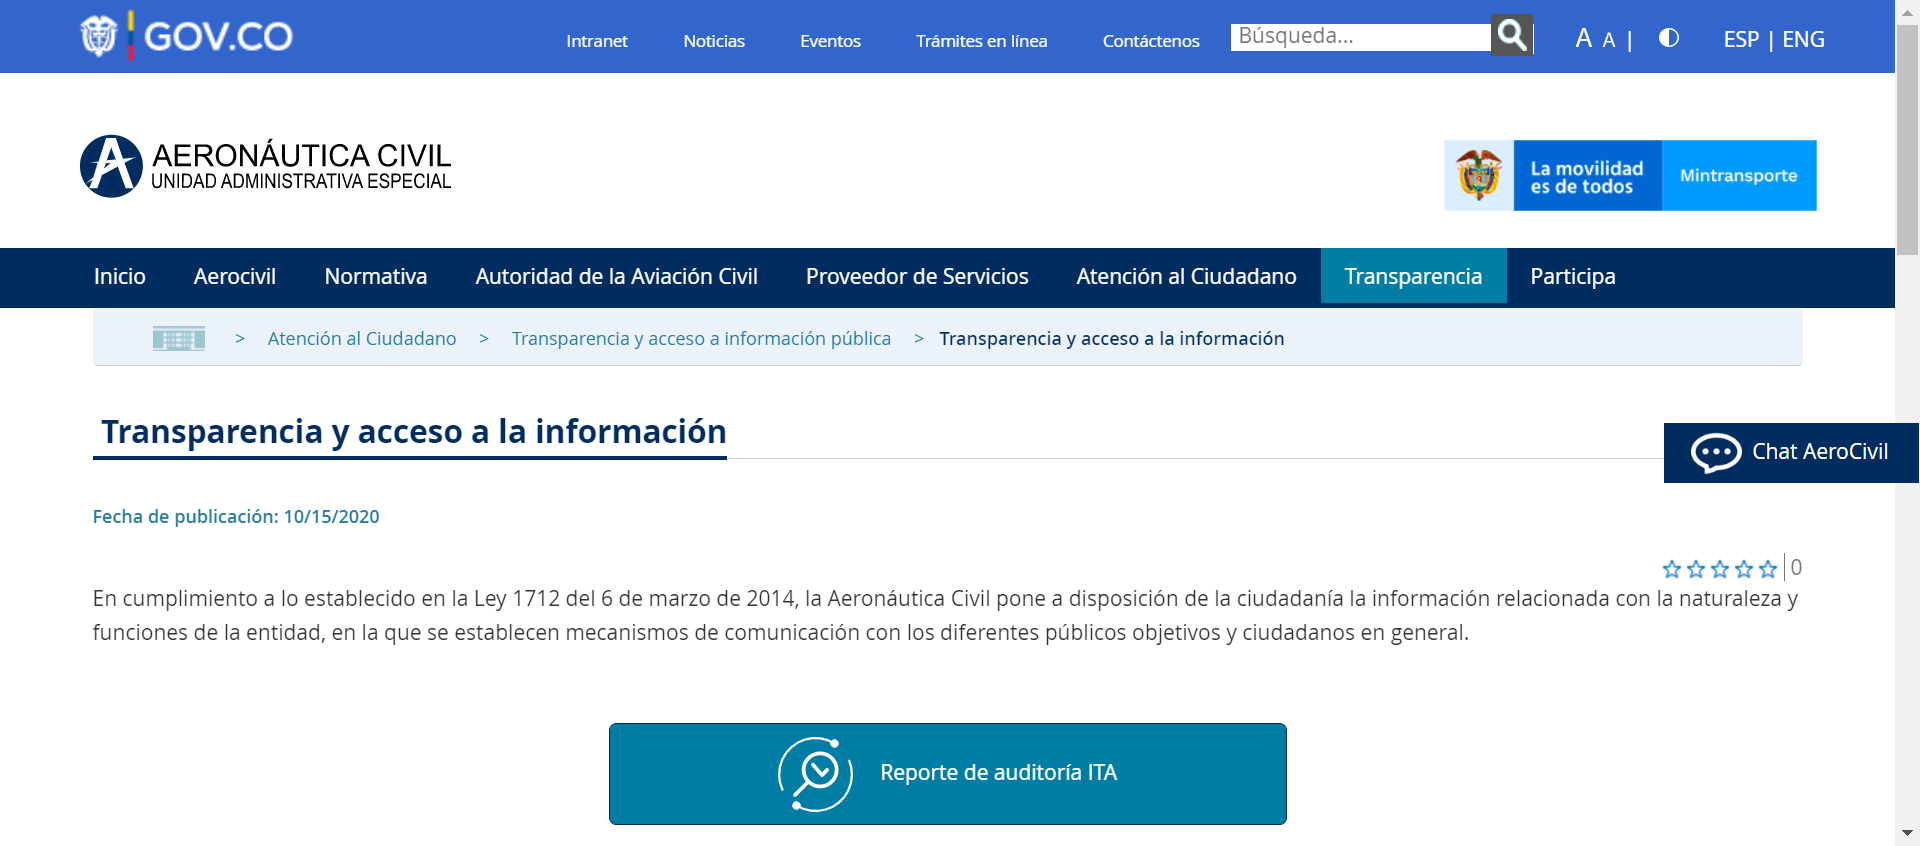 GOV.CO
Intranet Noticias Eventos Trámites en línea Contáctenos Búsqueda... A A | ESP | ENG
AERONÁUTICA CIVIL
UNIDAD ADMINISTRATIVA ESPECIAL
La movilidad
es de todos
Mintransporte
Inicio Aerocivil Normativa Autoridad de la Aviación Civil Proveedor de Servicios Atención al Ciudadano Transparencia Participa
> Atención al Ciudadano > Transparencia y acceso a información pública > Transparencia y acceso a la información
Transparencia y acceso a la información
Chat AeroCivil
Fecha de publicación: 10/15/2020
0
En cumplimiento a lo establecido en la Ley 1712 del 6 de marzo de 2014, la Aeronáutica Civil pone a disposición de la ciudadanía la información relacionada con la naturaleza y
funciones de la entidad, en la que se establecen mecanismos de comunicación con los diferentes públicos objetivos y ciudadanos en general.
Reporte de auditoría ITA